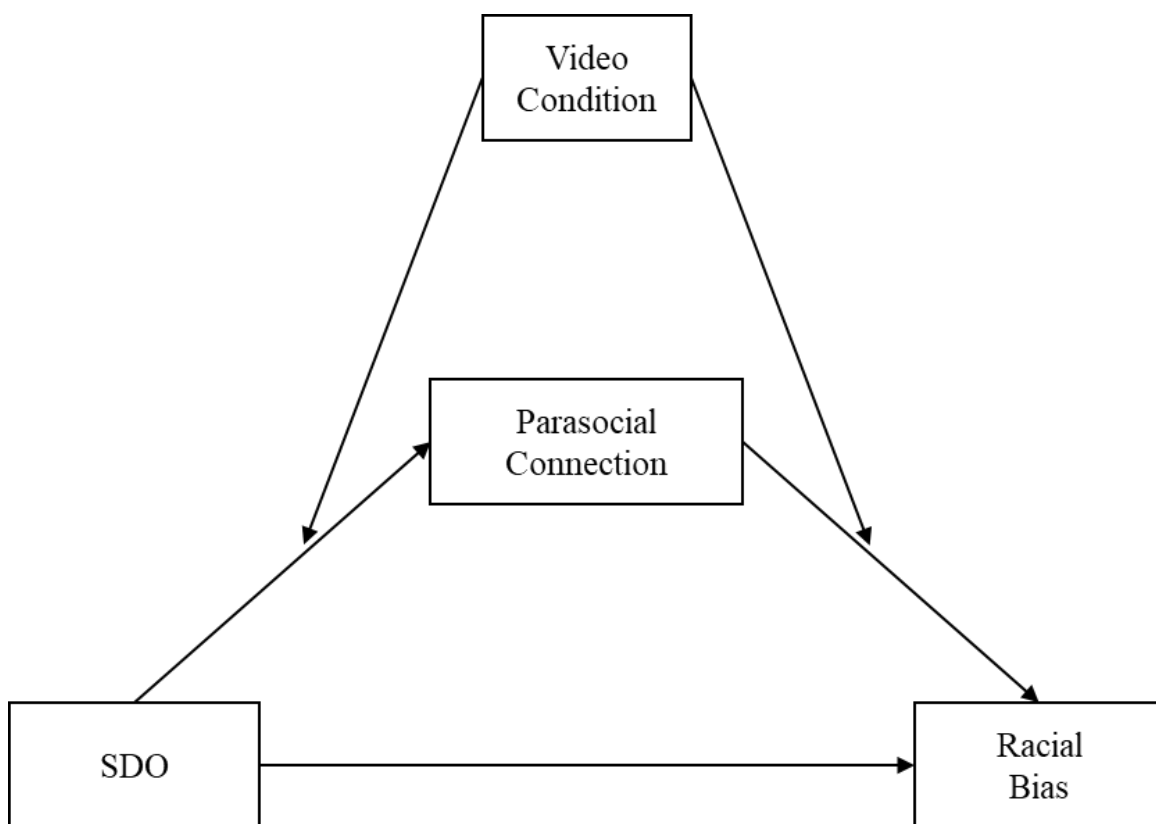 Video
Condition
Parasocial
Connection
SDO
Racial
Bias